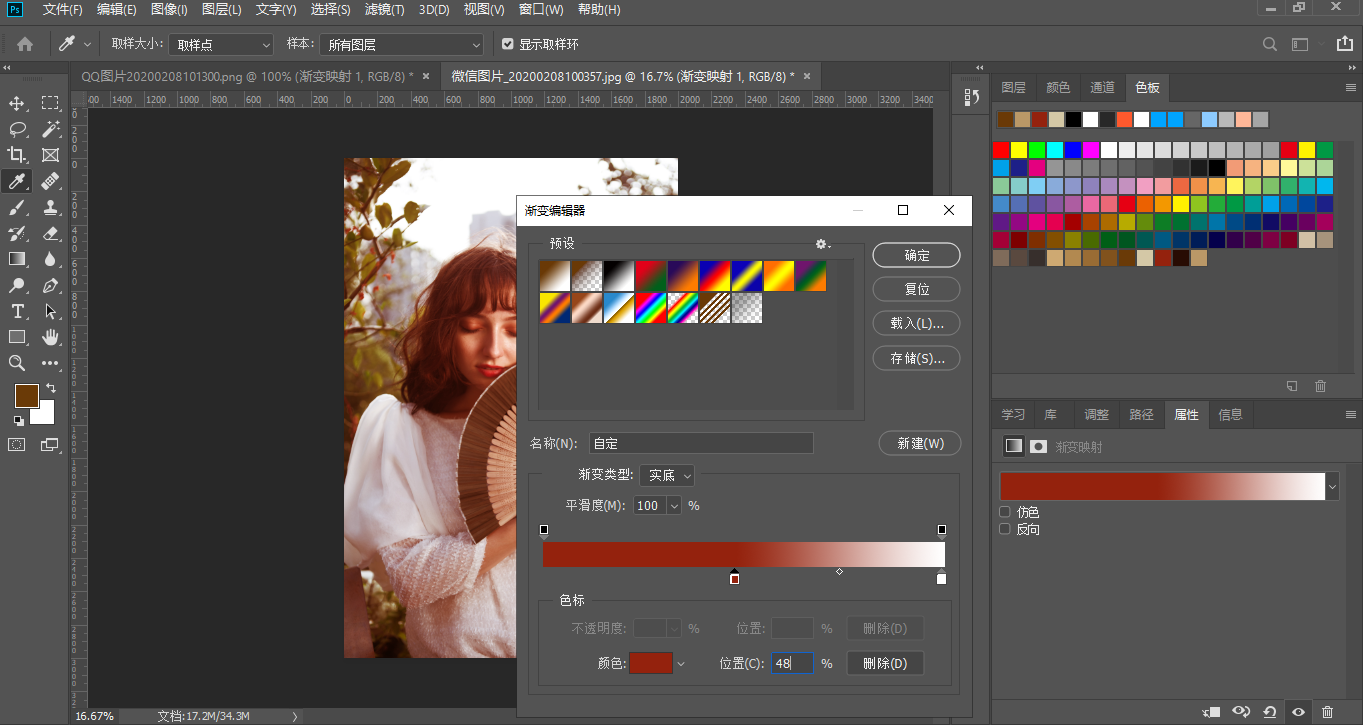 Ps 文件(F) 编辑(E) 图像(I) 图层(L) 文字(Y) 选择(S) 滤镜(T) 3D(D) 视图(V) 窗口(W) 帮助(H)
取样大小: 取样点 样本: 所有图层 显示取样环
QQ图片20200208101300.png @ 100% (渐变映射 1, RGB/8) * × 微信图片_20200208100357.jpg @ 16.7% (渐变映射 1, RGB/8) * ×
1400 1200 1000 800 600 400 200 0 200 400 600 800 1000 1200 1400 1600 1800 2000 2200 2400 2600 2800 3000 3200 3400
图层 颜色 通道 色板
渐变编辑器
预设
确定
复位
载入(L)...
存储(S)...
名称(N): 自定 新建(W)
渐变类型: 实底
平滑度(M): 100 %
色标
不透明度: % 位置: % 删除(D)
颜色: 位置(C): 48 % 删除(D)
学习 库 调整 路径 属性 信息
渐变映射
仿色
反向
16.67% 文档:17.2M/34.3M